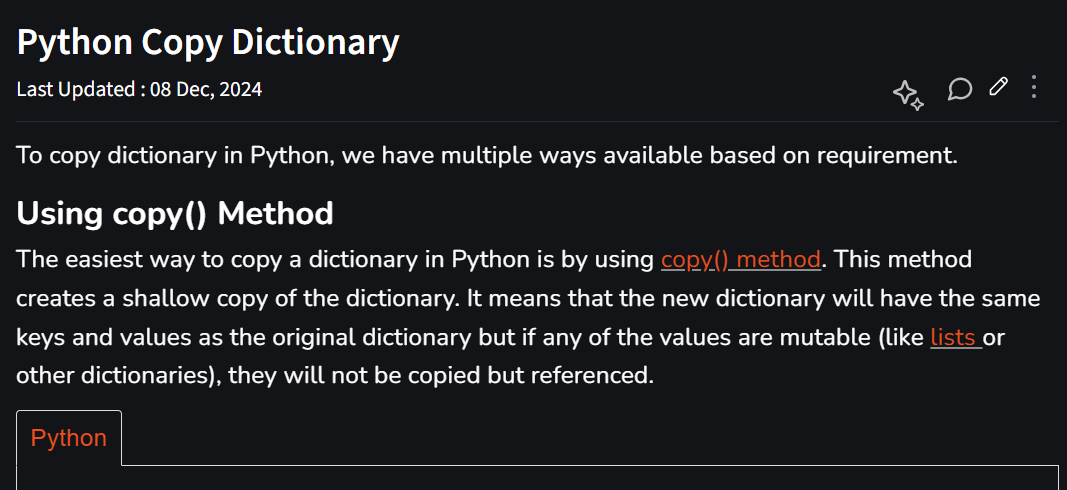 Python Copy Dictionary
Last Updated : 08 Dec, 2024
To copy dictionary in Python, we have multiple ways available based on requirement.
Using copy() Method
The easiest way to copy a dictionary in Python is by using copy() method. This method
creates a shallow copy of the dictionary. It means that the new dictionary will have the same
keys and values as the original dictionary but if any of the values are mutable (like lists or
other dictionaries), they will not be copied but referenced.
Python